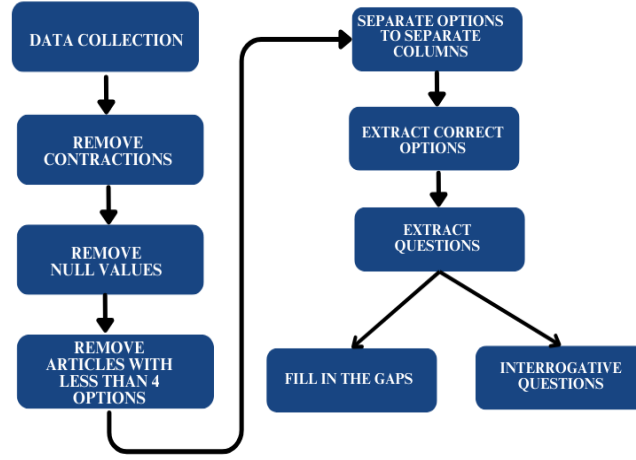 DATA COLLECTION
REMOVE
CONTRACTIONS
REMOVE
NULL VALUES
REMOVE
ARTICLES WITH
LESS THAN 4
OPTIONS
SEPARATE OPTIONS
TO SEPARATE
COLUMNS
EXTRACT CORRECT
OPTIONS
EXTRACT
QUESTIONS
FILL IN THE GAPS
INTERROGATIVE
QUESTIONS